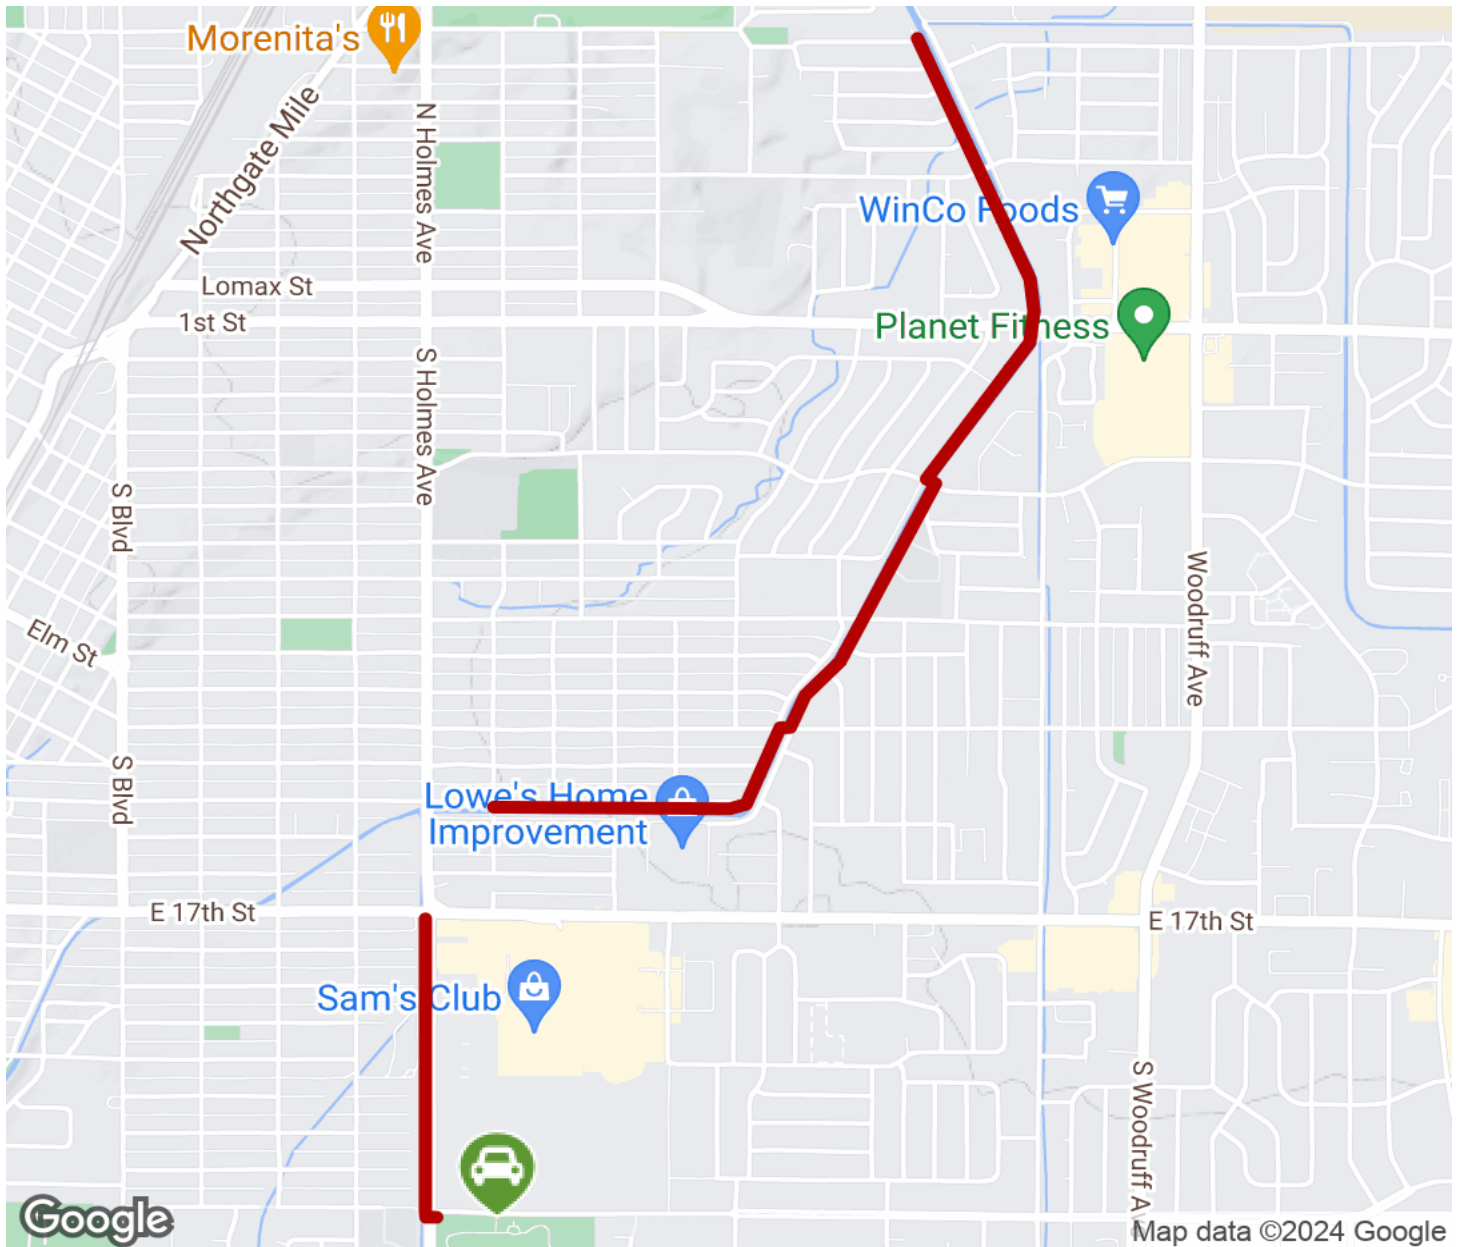 Morenita's
Northgate Mile
N Holmes Ave
WinCo Foods
Lomax St
1st St
Planet Fitness
S Holmes Ave
S Blvd
Woodruff Ave
Elm St
S Blvd
Lowe's Home
Improvement
E 17th St
E 17th St
Sam's Club
S Woodruff Ave
Google
Map data ©2024 Google